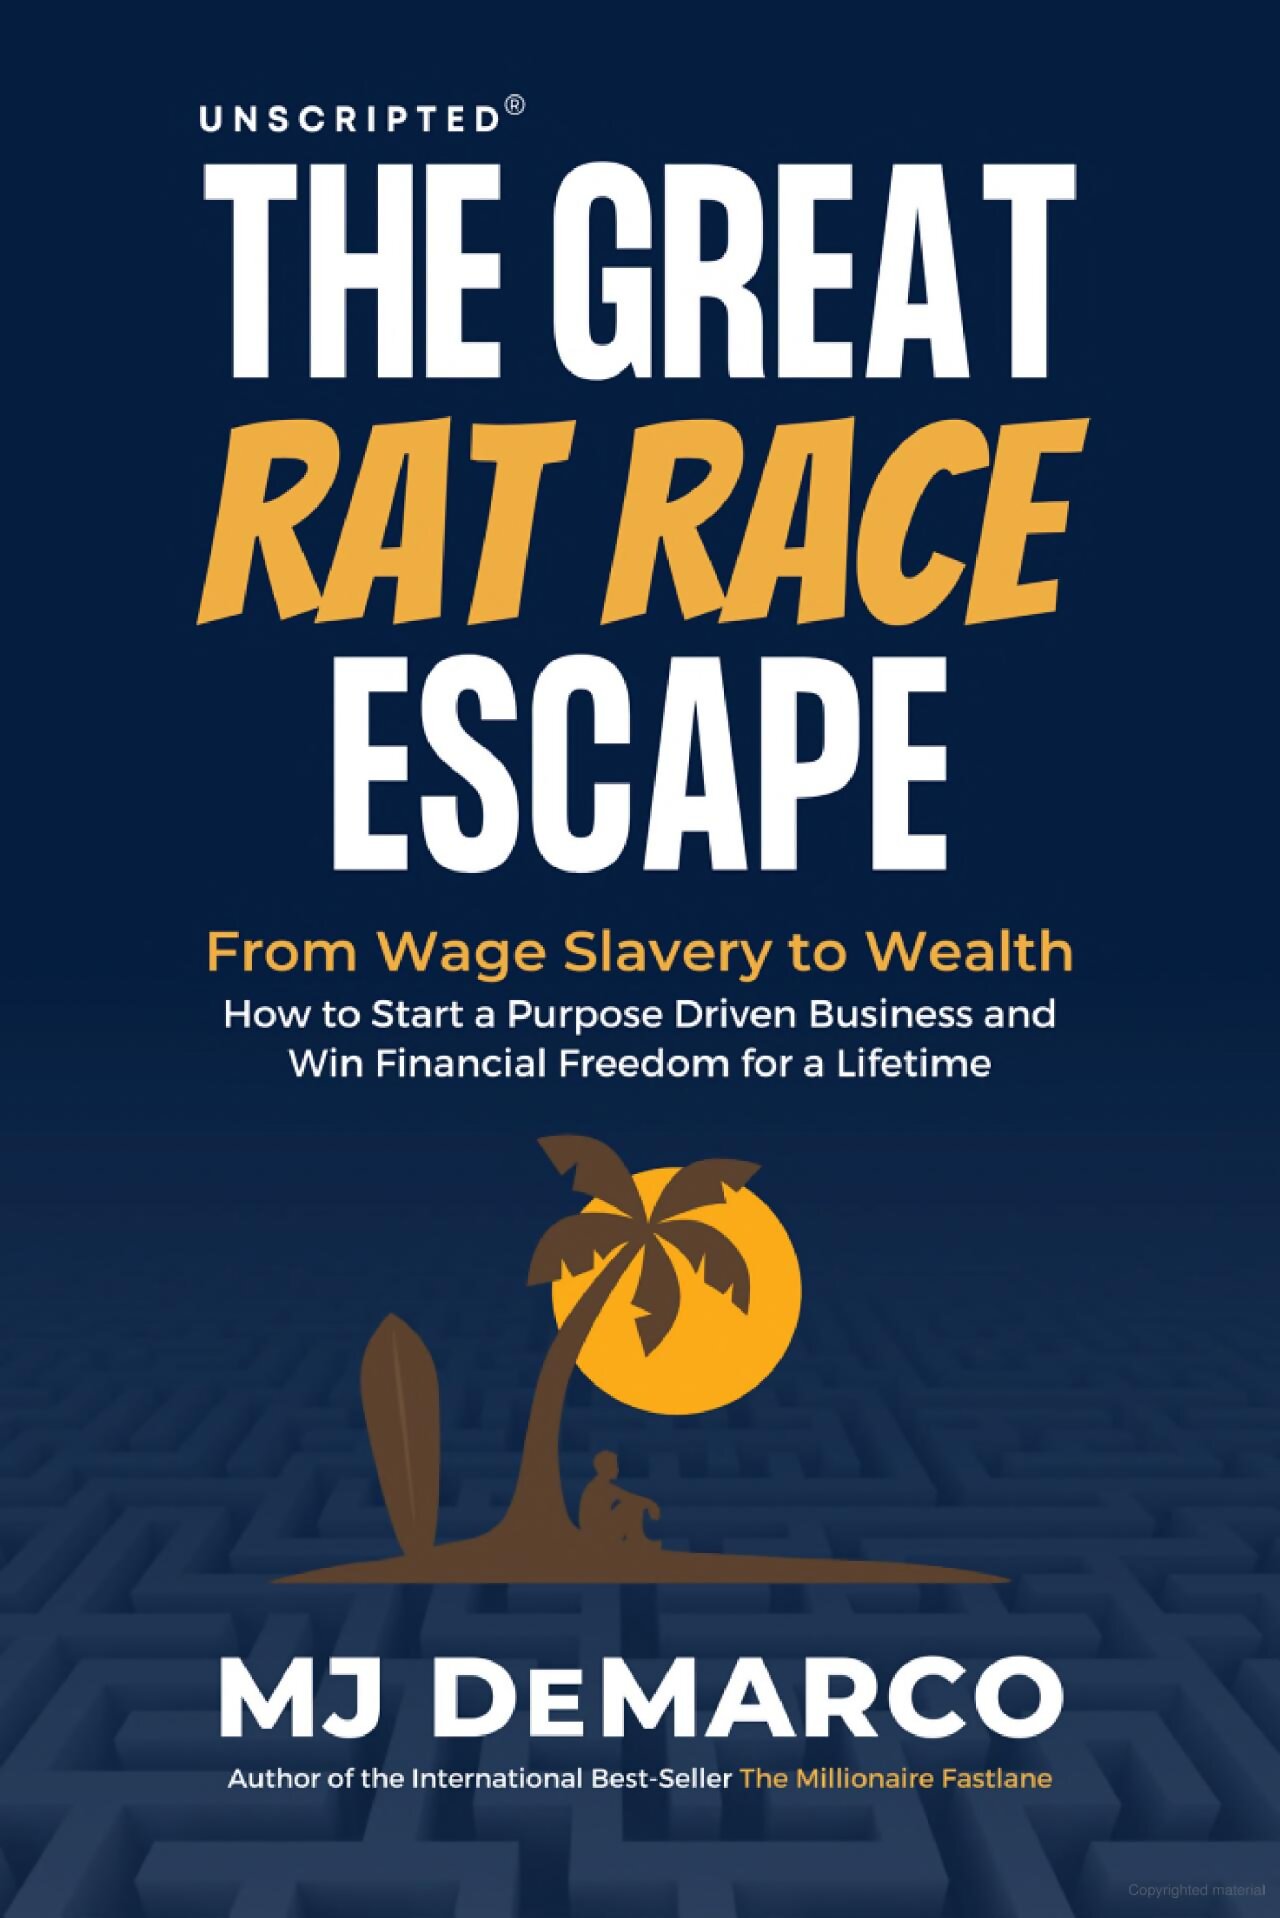 UNSCRIPTED®
THE GREAT
RAT RACE
ESCAPE
From Wage Slavery to Wealth
How to Start a Purpose Driven Business and
Win Financial Freedom for a Lifetime
MJ DeMARCO
Author of the International Best-Seller The Millionaire Fastlane
Copyrighted material